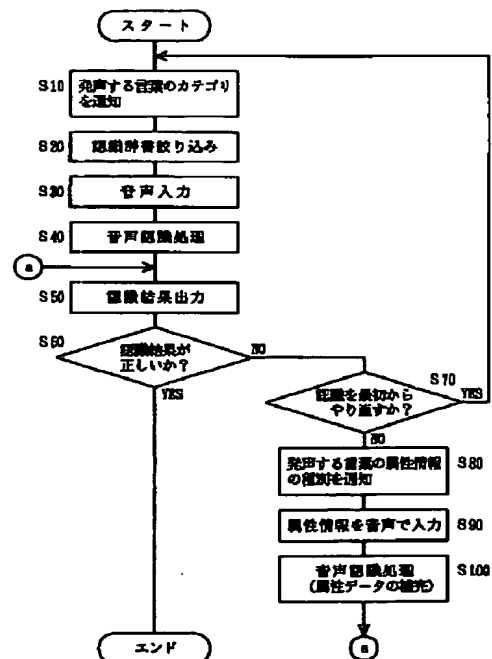 スタート
S10
発声する言葉のカテゴリ
を通知
S20
認識辞書絞り込み
S30
音声入力
S40
音声認識処理
a
S50
認識結果出力
S60
認識結果が
正しいか?
NO
YES
S70
認識を最初から
やり直すか?
YES
NO
発声する言葉の属性情報
の種別を通知
S80
属性情報を音声で入力
S90
音声認識処理
(属性データの補充)
S100
エンド
a